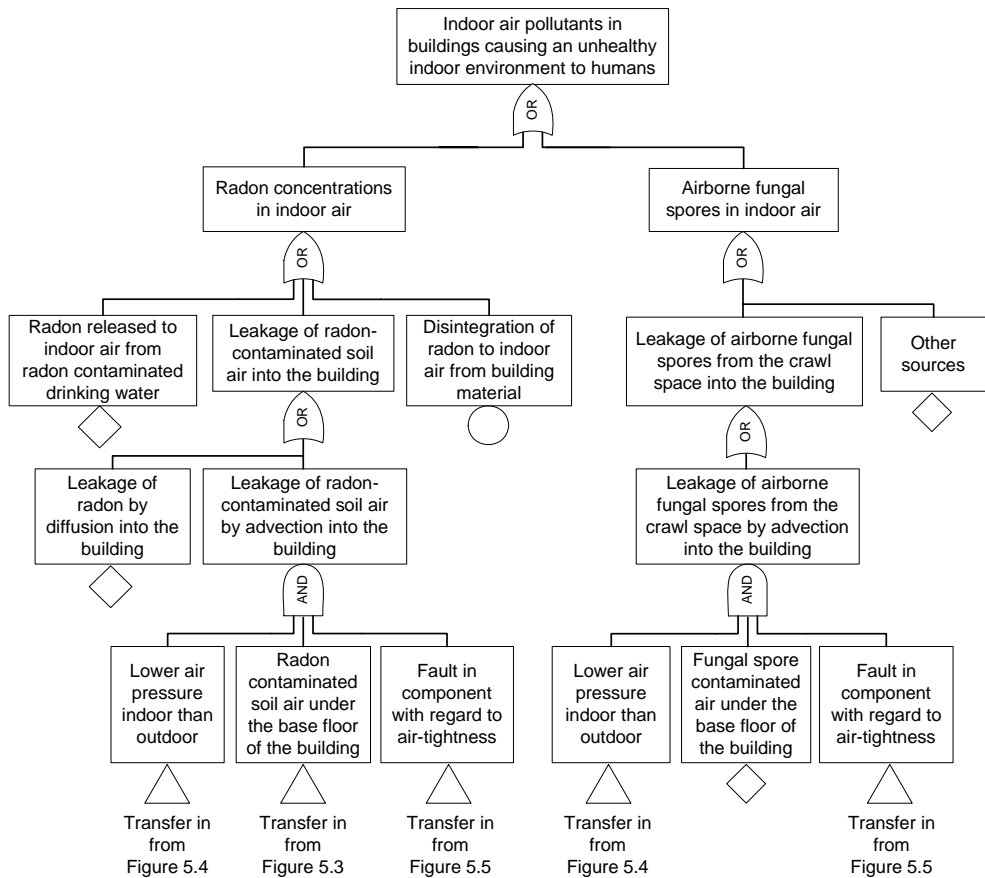 Indoor air pollutants in
buildings causing an unhealthy
indoor environment to humans
OR
Radon concentrations
in indoor air
Airborne fungal
spores in indoor air
OR
OR
Radon released to
indoor air from
radon contaminated
drinking water
Leakage of radon-
contaminated soil
air into the building
Disintegration of
radon to indoor
air from building
material
Leakage of airborne fungal
spores from the crawl
space into the building
Other
sources
OR
OR
Leakage of
radon by
diffusion into the
building
Leakage of radon-
contaminated soil air
by advection into the
building
Leakage of airborne
fungal spores from the
crawl space by advection
into the building
AND
AND
Lower air
pressure
indoor than
outdoor
Radon
contaminated
soil air under
the base floor
of the building
Fault in
component
with regard to
air-tightness
Lower air
pressure
indoor than
outdoor
Fungal spore
contaminated
air under the
base floor of
the building
Fault in
component
with regard to
air-tightness
Transfer in
from
Figure 5.4
Transfer in
from
Figure 5.3
Transfer in
from
Figure 5.5
Transfer in
from
Figure 5.4
Transfer in
from
Figure 5.5